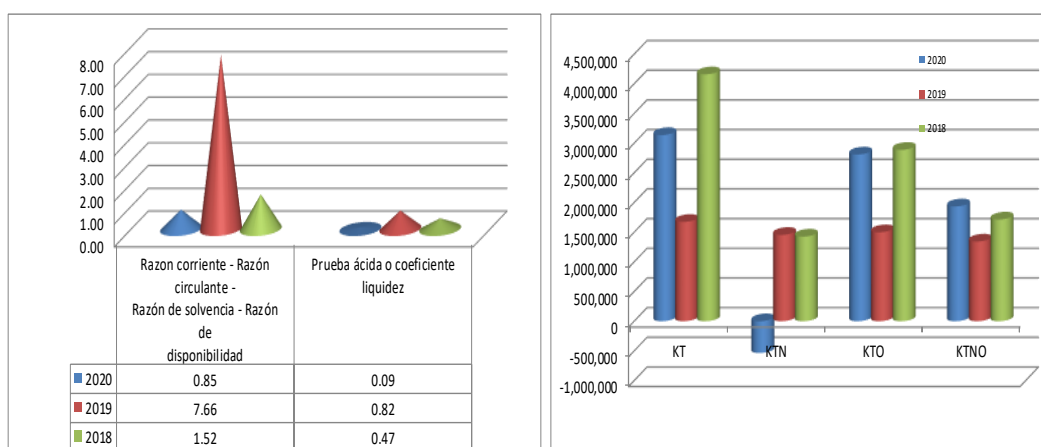 8.00
7.00
6.00
5.00
4.00
3.00
2.00
1.00
0.00
Razon corriente - Razón
circulante -
Razón de solvencia - Razón
de
disponibilidad
Prueba ácida o coeficiente
liquidez
2020 0.85 0.09
2019 7.66 0.82
2018 1.52 0.47
4,500,000
4,000,000
3,500,000
3,000,000
2,500,000
2,000,000
1,500,000
1,000,000
500,000
0
-500,000
-1,000,000
KT KTN KTO KTNO
2020
2019
2018